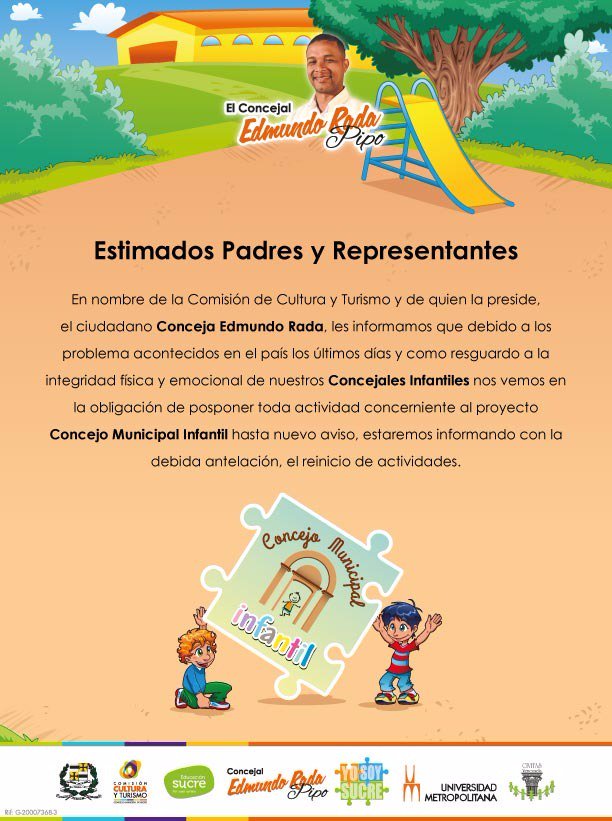 El Concejal
Edmundo Rada
Pipo
Estimados Padres y Representantes
En nombre de la Comisión de Cultura y Turismo y de quien la preside,
el ciudadano Conceja Edmundo Rada, les informamos que debido a los
problema acontecidos en el país los últimos días y como resguardo a la
integridad física y emocional de nuestros Concejales Infantiles nos vemos en
la obligación de posponer toda actividad concerniente al proyecto
Concejo Municipal Infantil hasta nuevo aviso, estaremos informando con la
debida antelación, el reinicio de actividades.
Concejo Municipal
infantil
COMISIÓN
CULTURA
Y TURISMO
Educación
sucre
Concejal
Edmundo Rada
Pipo
YO SOY
SUCRE
UNIVERSIDAD
METROPOLITANA
CIVITAS
Rif: G-20007368-3